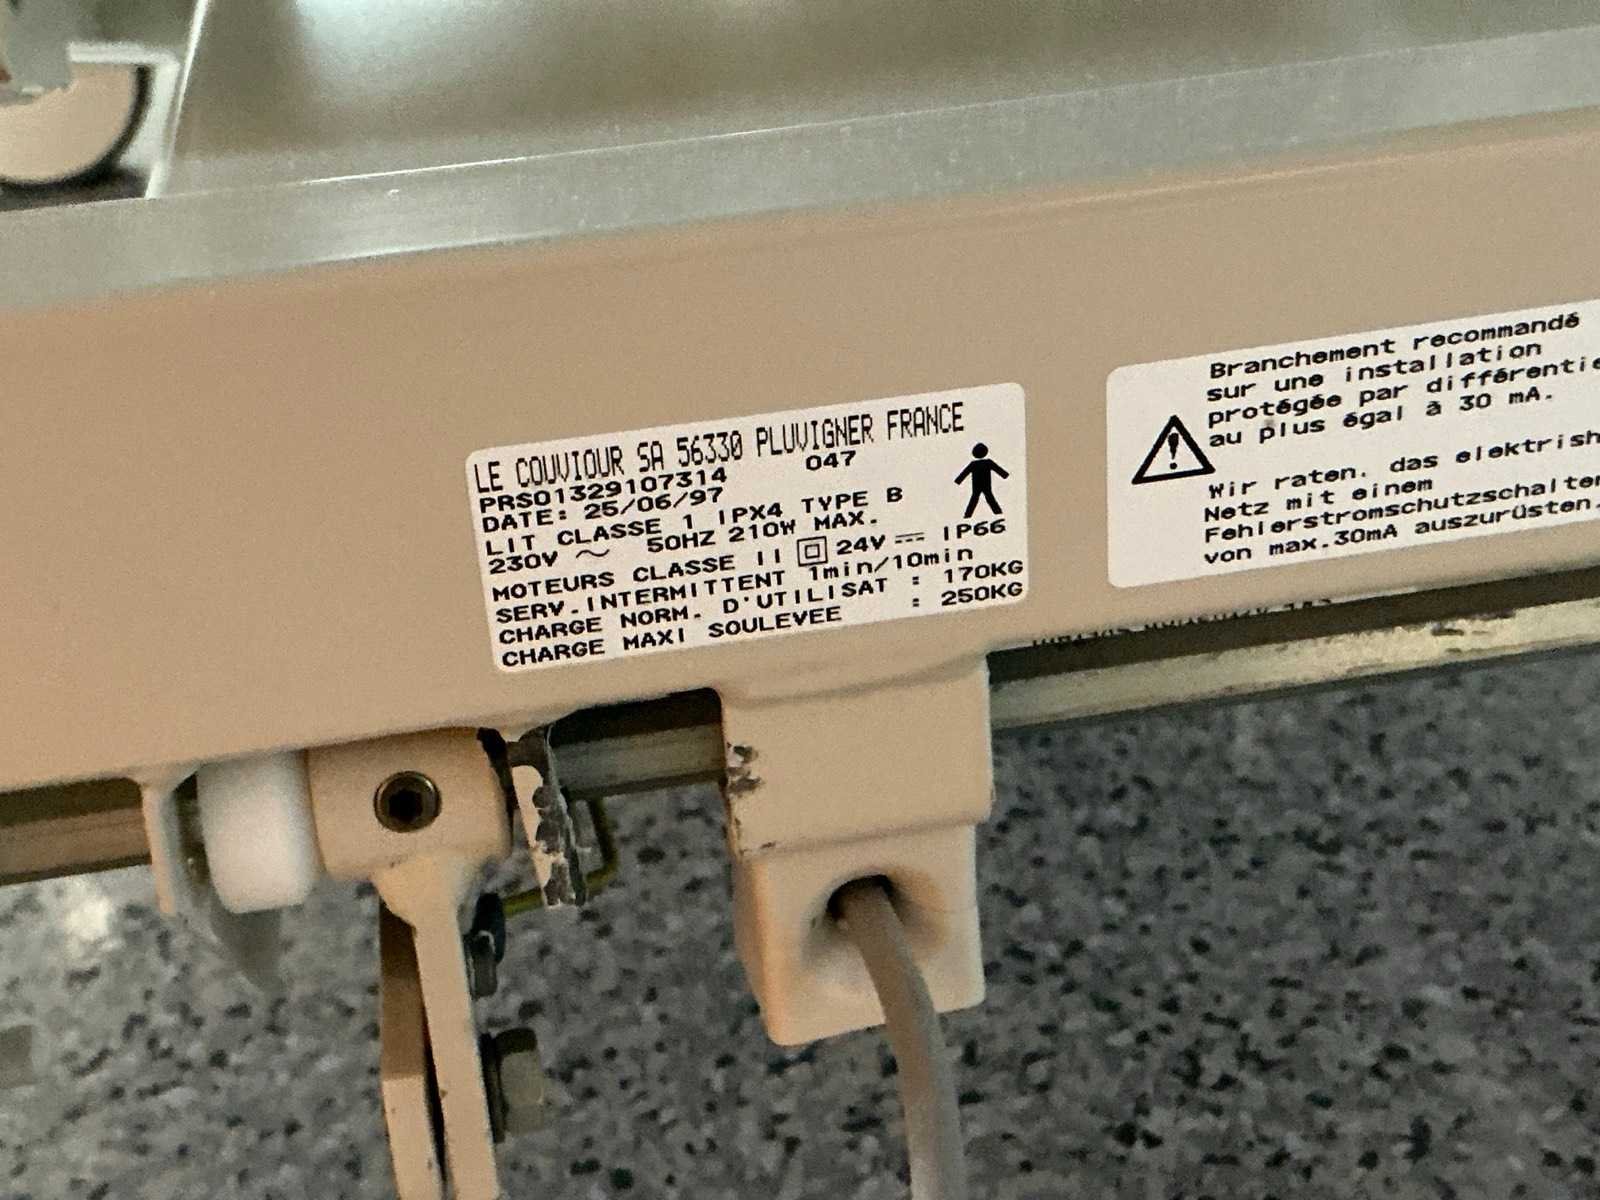 LE COUVIOUR SA 56330 PLUVIGNER FRANCE
PRS01329107314 047
DATE: 25/06/97
LIT CLASSE 1 IPX4 TYPE B
230V ~ 50HZ 210W MAX.
MOTEURS CLASSE II 24V IP66
SERV.INTERMITTENT 1min/10min
CHARGE NORM. D'UTILISAT : 170KG
CHARGE MAXI SOULEVEE : 250KG
Branchement recommandé
sur une installation
protégée par
au plus égal à 30 mA.
Wir raten, das
Netz mit einem
von max.30mA auszurüsten.